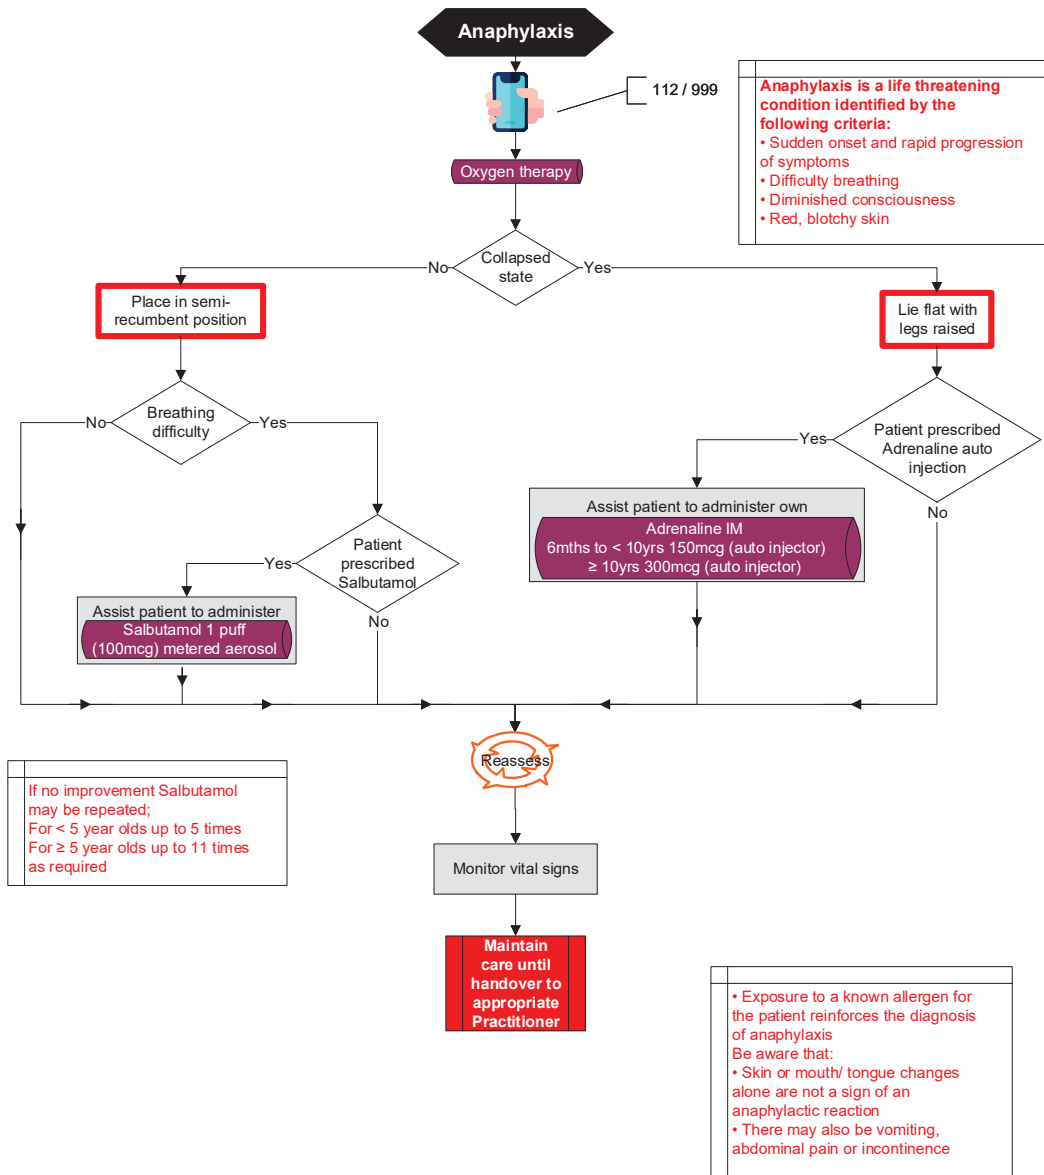 Anaphylaxis
112 / 999
Anaphylaxis is a life threatening
condition identified by the
following criteria:
• Sudden onset and rapid progression
of symptoms
• Difficulty breathing
• Diminished consciousness
• Red, blotchy skin
Oxygen therapy
Collapsed
state
No
Yes
Place in semi-
recumbent position
Lie flat with
legs raised
Breathing
difficulty
No
Yes
Patient prescribed
Adrenaline auto
injection
Yes
No
Assist patient to administer own
Adrenaline IM
6mths to < 10yrs 150mcg (auto injector)
≥ 10yrs 300mcg (auto injector)
Patient
prescribed
Salbutamol
Yes
No
Assist patient to administer
Salbutamol 1 puff
(100mcg) metered aerosol
Reassess
If no improvement Salbutamol
may be repeated;
For < 5 year olds up to 5 times
For ≥ 5 year olds up to 11 times
as required
Monitor vital signs
Maintain
care until
handover to
appropriate
Practitioner
• Exposure to a known allergen for
the patient reinforces the diagnosis
of anaphylaxis
Be aware that:
• Skin or mouth/ tongue changes
alone are not a sign of an
anaphylactic reaction
• There may also be vomiting,
abdominal pain or incontinence